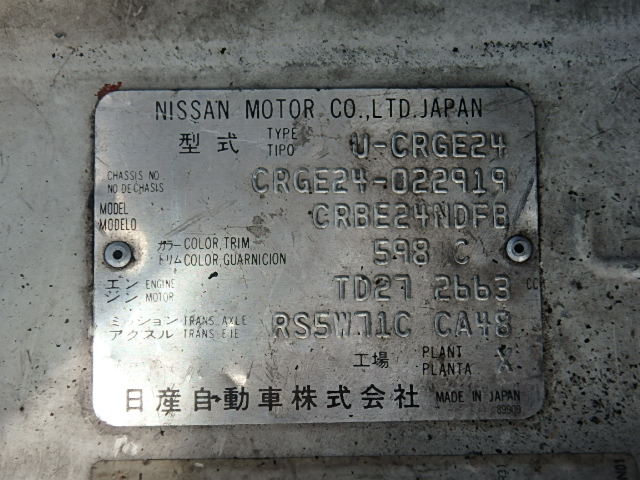 NISSAN MOTOR CO.,LTD.JAPAN
型式 TYPE TIPO U-CRGE24
CHASSIS NO NO DE CHASIS CRGE24-022919
MODEL MODELO CRBE24NDFB
カラー COLOR,TRIM
トリム COLOR,GUARNICION 598 C
エンジン ENGINE MOTOR TD27 2663 CC
ミッション TRANS. AXLE
アクスル TRANS EJE RS5W71C CA48
工場 PLANT PLANTA X
日産自動車株式会社 MADE IN JAPAN
89909